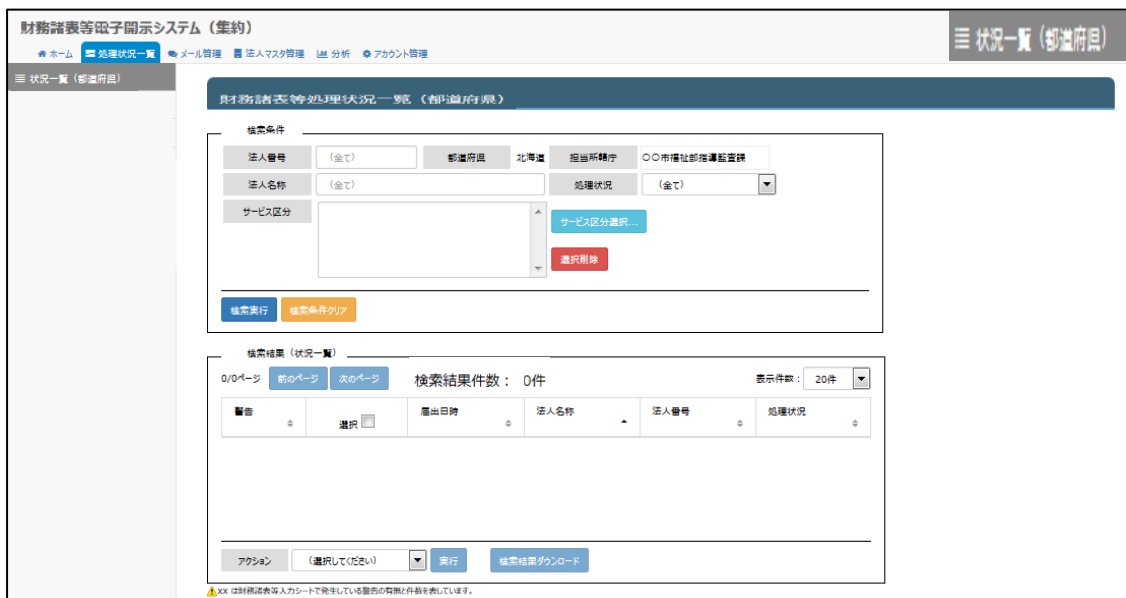 財務諸表等電子開示システム（集約）
状況一覧（都道府県）
ホーム 処理状況一覧 メール管理 法人マスタ管理 分析 アカウント管理
状況一覧（都道府県）
財務諸表等処理状況一覧（都道府県）
検索条件
法人番号 （全て） 都道府県 北海道 担当所轄庁 〇〇市福祉部指導監査課
法人名称 （全て） 処理状況 （全て）
サービス区分 サービス区分選択...
選択削除
検索実行 検索条件クリア
検索結果（状況一覧）
0/0ページ 前のページ 次のページ 検索結果件数： 0件 表示件数： 20件
警告 選択 届出日時 法人名称 法人番号 処理状況
アクション （選択してください） 実行 検索結果ダウンロード
xx は財務諸表等入力シートで発生している警告の有無と件数を表しています。